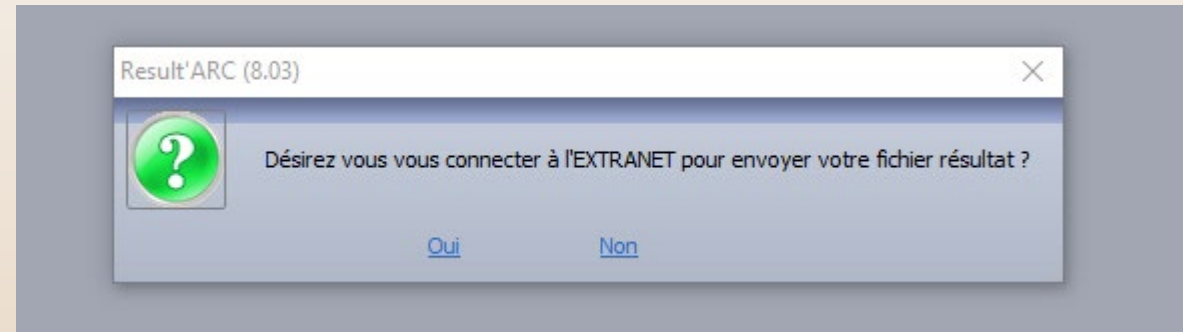 Result'ARC (8.03)
Désirez vous vous connecter à l'EXTRANET pour envoyer votre fichier résultat ?
Oui Non